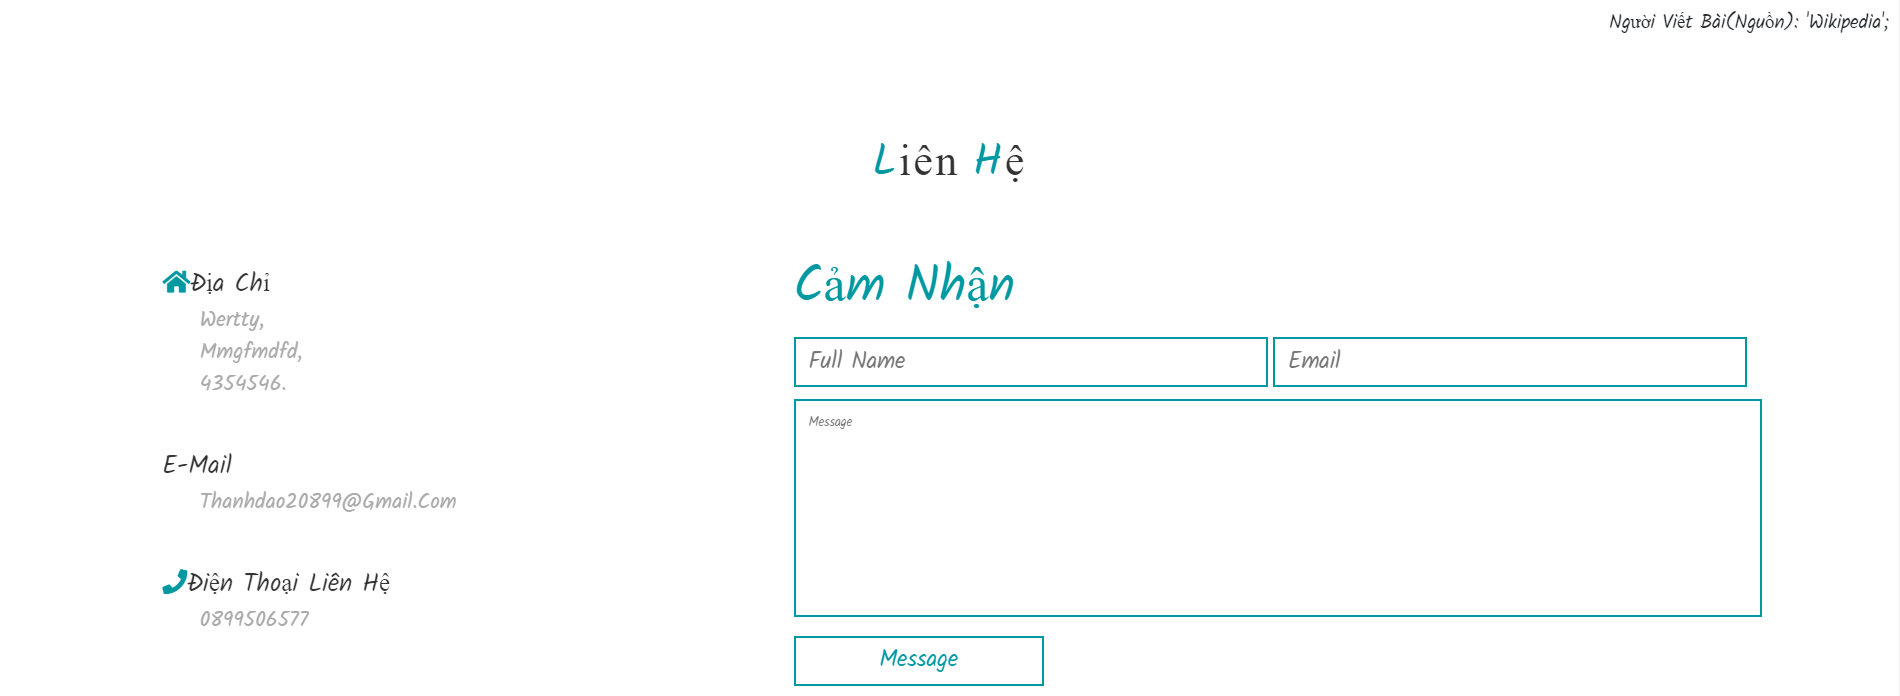 Người Viết Bài(Nguồn): 'Wikipedia';
Liên Hệ
Địa Chỉ
Wertty,
Mmgfmdfd,
4354546.
E-Mail
Thanhdao20899@Gmail.Com
Điện Thoại Liên Hệ
0899506577
Cảm Nhận
Full Name
Email
Message
Message